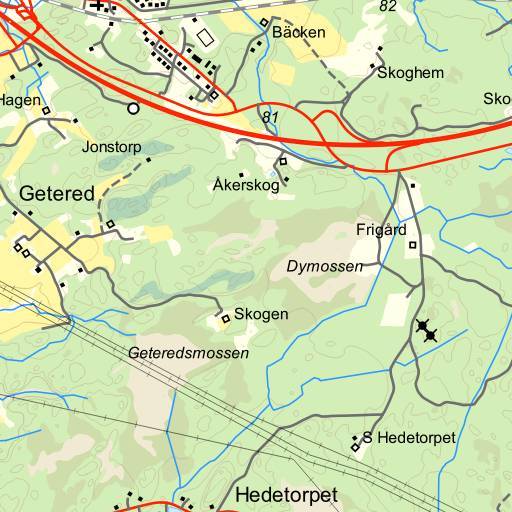 82
Bäcken
Skoghem
Hagen
Sko
81
Jonstorp
Åkerskog
Getered
Frigård
Dymossen
Skogen
Geteredsmossen
S Hedetorpet
Hedetorpet